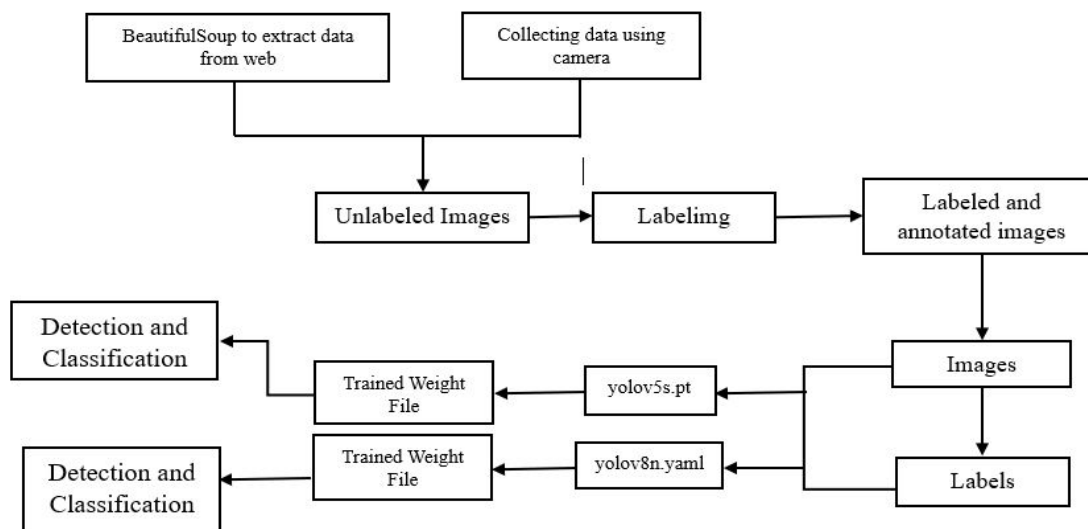 BeautifulSoup to extract data
from web
Collecting data using
camera
Unlabeled Images
Labelimg
Labeled and
annotated images
Detection and
Classification
Trained Weight
File
yolov5s.pt
Images
Detection and
Classification
Trained Weight
File
yolov8n.yaml
Labels